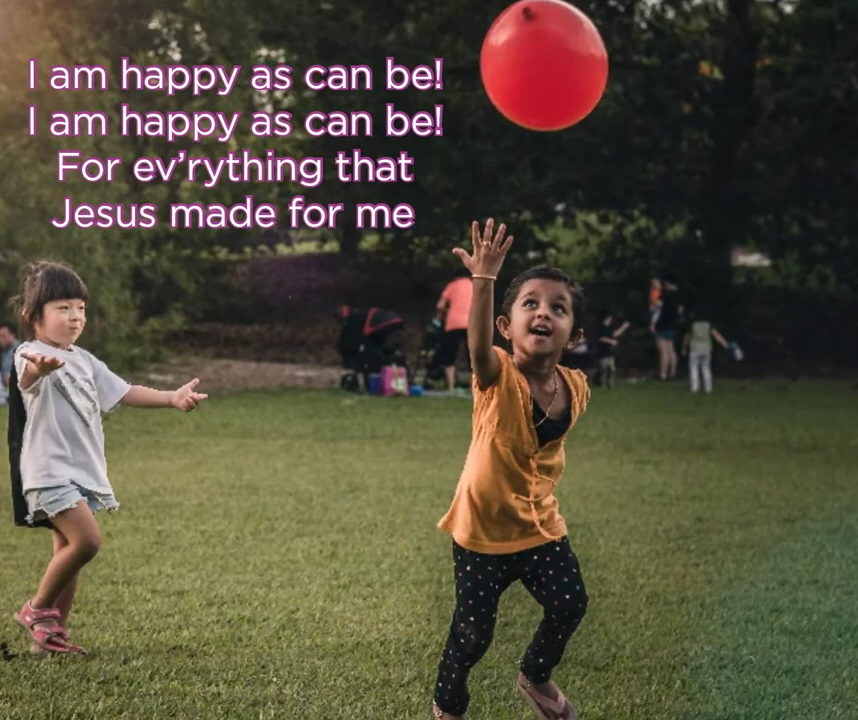 I am happy as can be!
I am happy as can be!
For ev’rything that
Jesus made for me